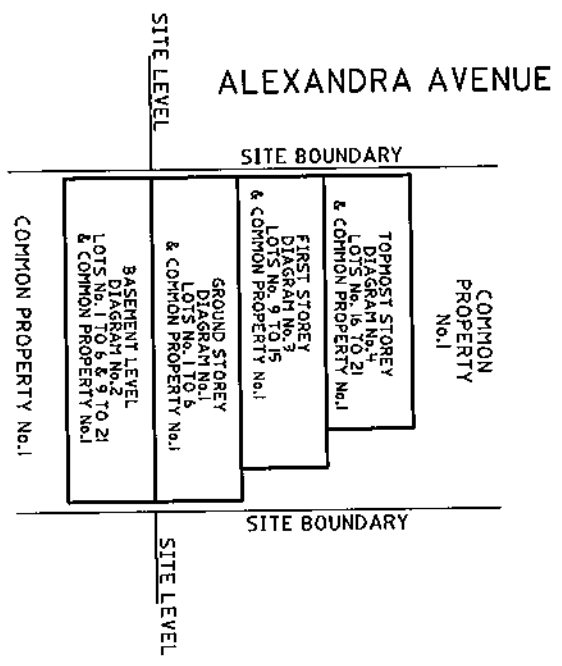 ALEXANDRA AVENUE
SITE LEVEL
SITE BOUNDARY
COMMON
PROPERTY
No.1
TOPMOST STOREY
DIAGRAM No.4
LOTS No. 16 TO 21
& COMMON PROPERTY No.1
FIRST STOREY
DIAGRAM No.3
LOTS No. 9 TO 15
& COMMON PROPERTY No.1
GROUND STOREY
DIAGRAM No.1
LOTS No. 1 TO 6
& COMMON PROPERTY No.1
BASEMENT LEVEL
DIAGRAM No.2
LOTS No. 1 TO 6 & 9 TO 21
& COMMON PROPERTY No.1
COMMON PROPERTY No.1
SITE BOUNDARY
SITE LEVEL